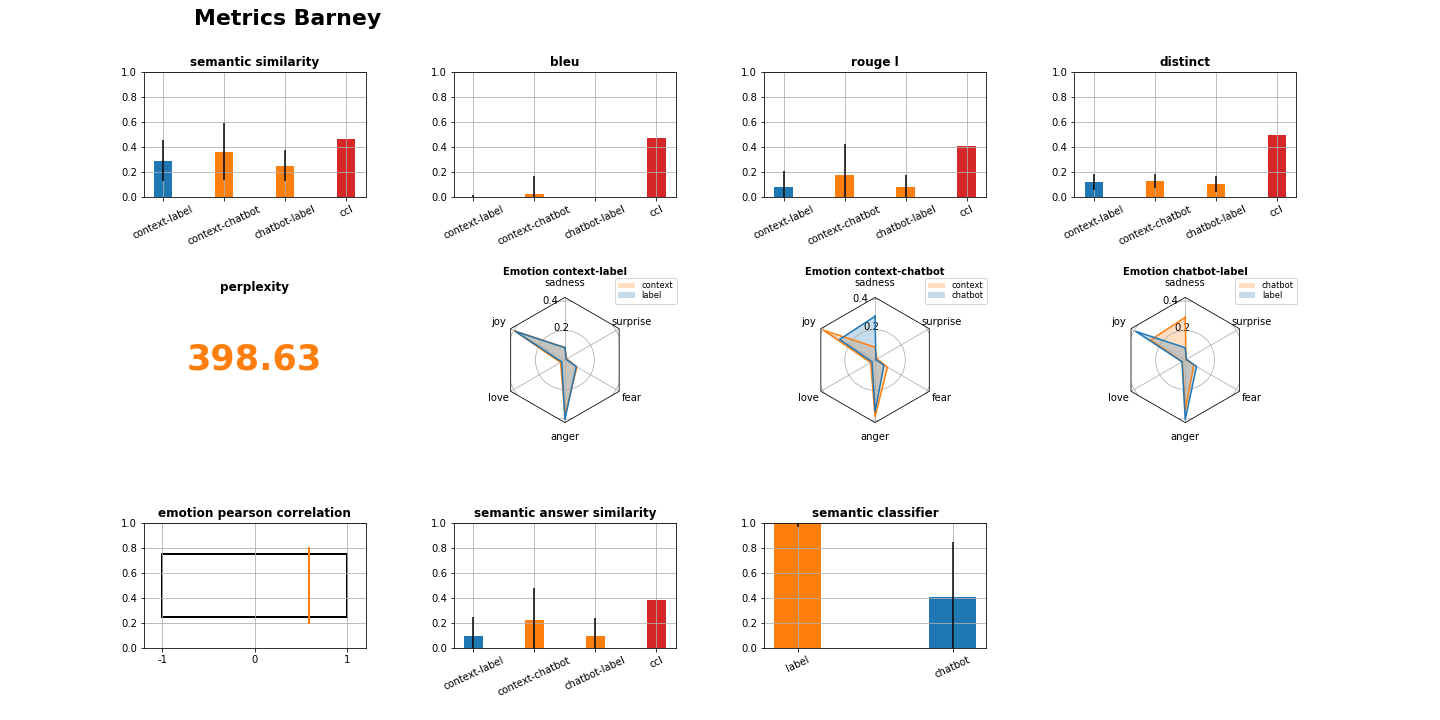 Metrics Barney
semantic similarity
1.0
0.8
0.6
0.4
0.2
0.0
context-label
context-chatbot
chatbot-label
ccl
bleu
1.0
0.8
0.6
0.4
0.2
0.0
context-label
context-chatbot
chatbot-label
ccl
rouge l
1.0
0.8
0.6
0.4
0.2
0.0
context-label
context-chatbot
chatbot-label
ccl
distinct
1.0
0.8
0.6
0.4
0.2
0.0
context-label
context-chatbot
chatbot-label
ccl
perplexity
398.63
Emotion context-label
context
label
sadness
0.4
0.2
joy
surprise
love
fear
anger
Emotion context-chatbot
context
chatbot
sadness
0.4
0.2
joy
surprise
love
fear
anger
Emotion chatbot-label
chatbot
label
sadness
0.4
0.2
joy
surprise
love
fear
anger
emotion pearson correlation
1.0
0.8
0.6
0.4
0.2
0.0
-1 0 1
semantic answer similarity
1.0
0.8
0.6
0.4
0.2
0.0
context-label
context-chatbot
chatbot-label
ccl
semantic classifier
1.0
0.8
0.6
0.4
0.2
0.0
label
chatbot